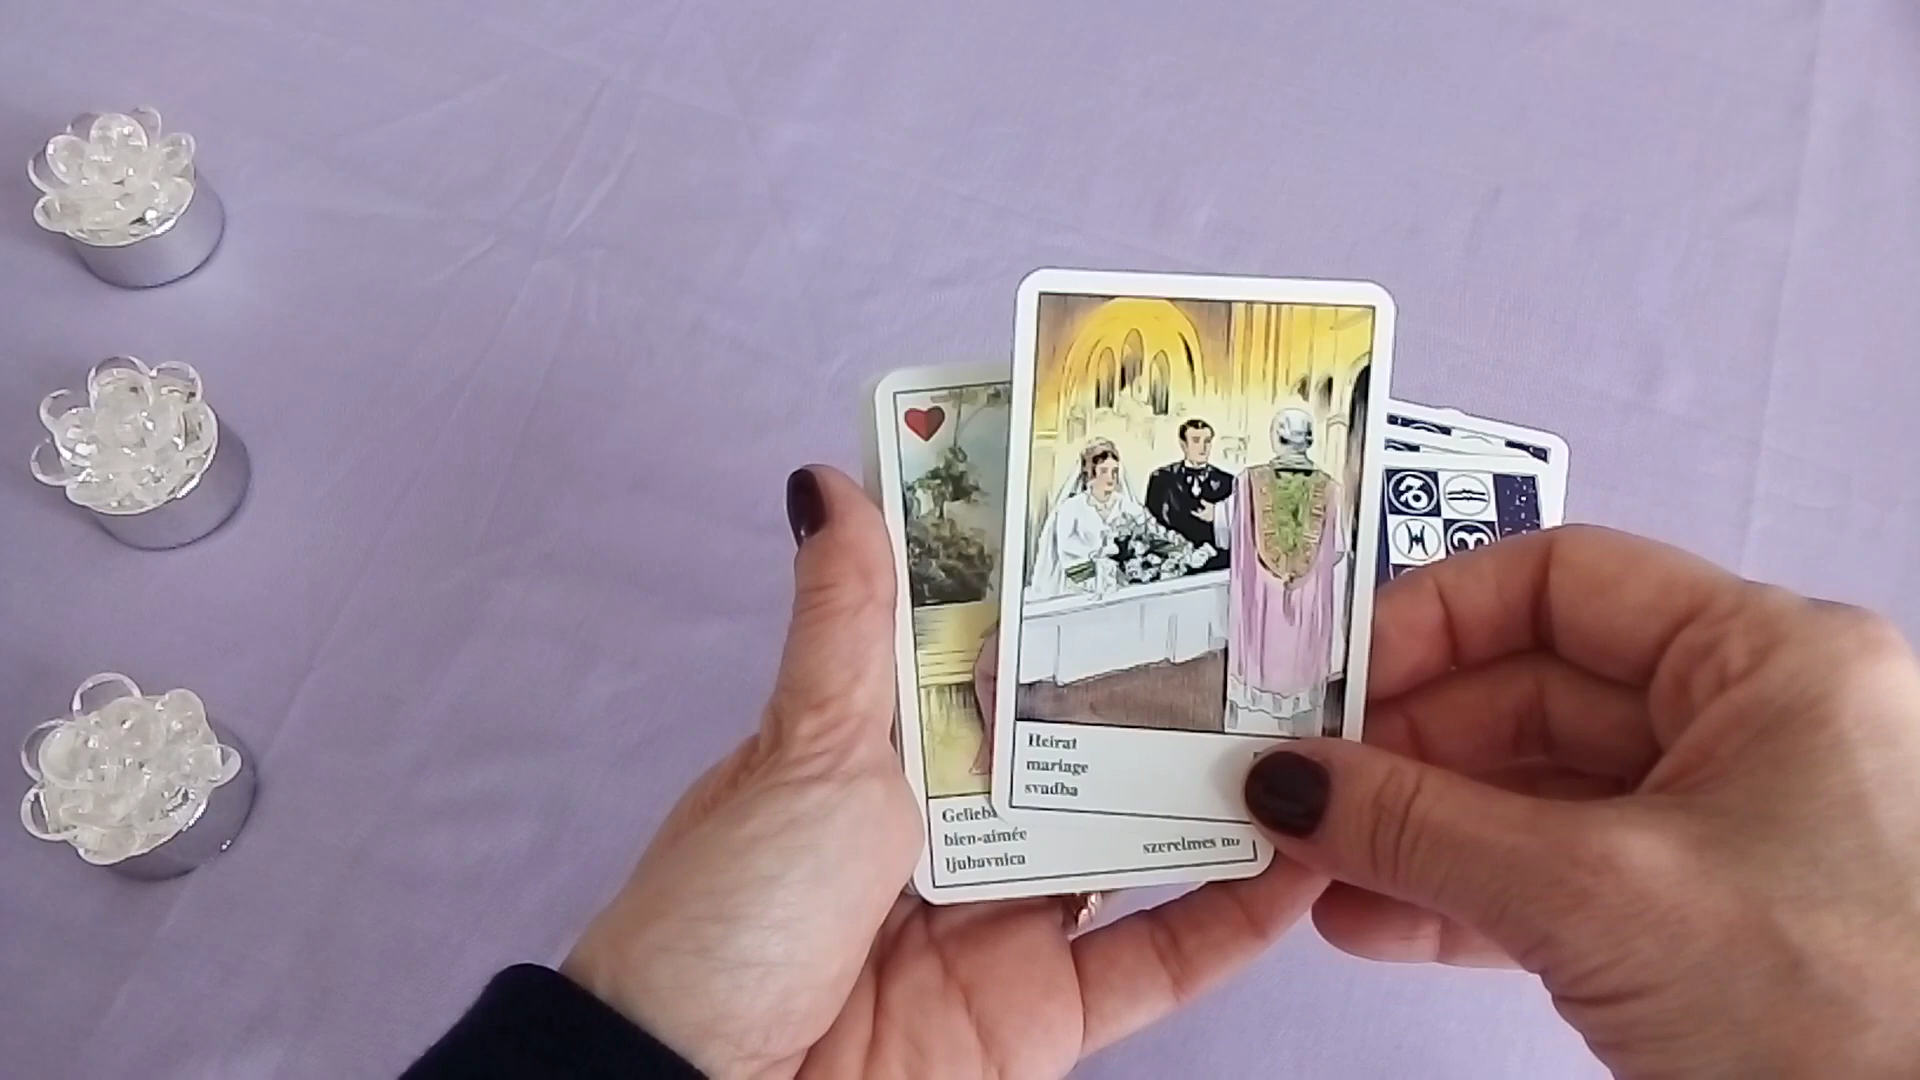 Heirat
mariage
svadba
bien-aimée
ljubavnica
szerelmes